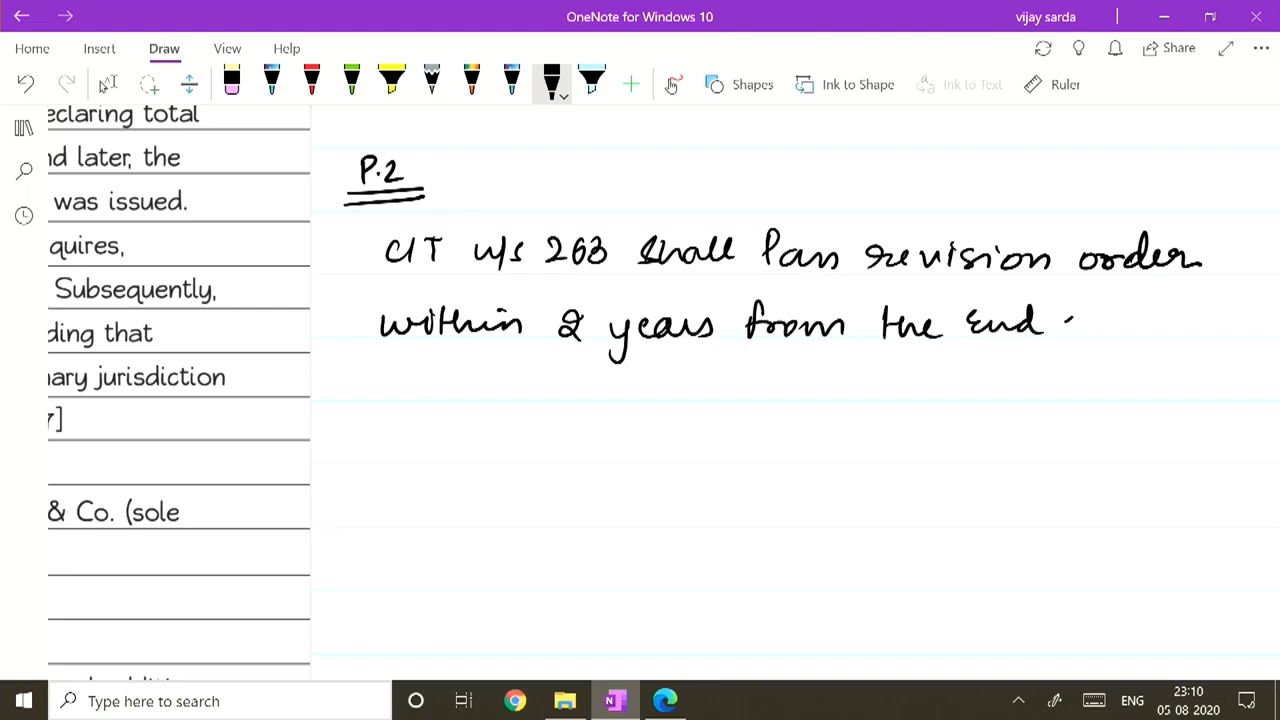 OneNote for Windows 10
vijay sarda
Home Insert Draw View Help
Share
Shapes Ink to Shape Ink to Text Ruler
eclaring total
nd later, the
was issued.
quires,
Subsequently,
ding that
nary jurisdiction
7]
& Co. (sole
P.2
CIT u/s 263 shall pass revision order
within 2 years from the end
Type here to search
ENG
23:10
05-08-2020